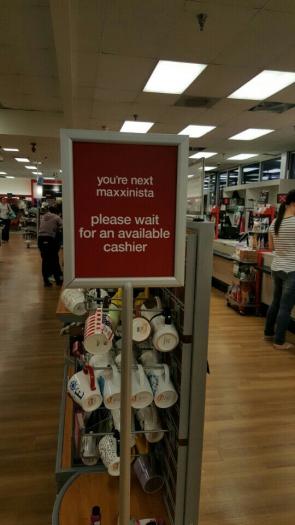 you're next
maxxinista
please wait
for an available
cashier